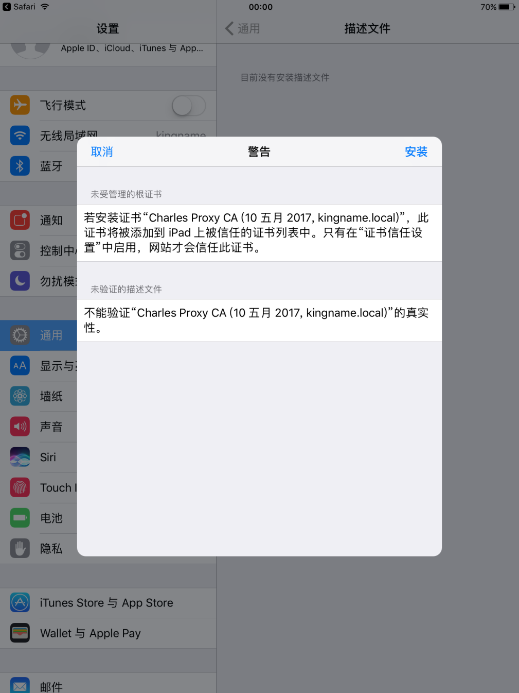 Safari
00:00
70%
设置
通用
描述文件
Apple ID、iCloud、iTunes 与 App...
目前没有安装描述文件
飞行模式
无线局域网
kingname
蓝牙
通知
控制中
勿扰模
通用
显示与
墙纸
声音
Siri
Touch
电池
隐私
iTunes Store 与 App Store
Wallet 与 Apple Pay
邮件
取消
警告
安装
未受管理的根证书
若安装证书“Charles Proxy CA (10 五月 2017, kingname.local)”，此
证书将被添加到 iPad 上被信任的证书列表中。只有在“证书信任设
置”中启用，网站才会信任此证书。
未验证的描述文件
不能验证“Charles Proxy CA (10 五月 2017, kingname.local)”的真实
性。